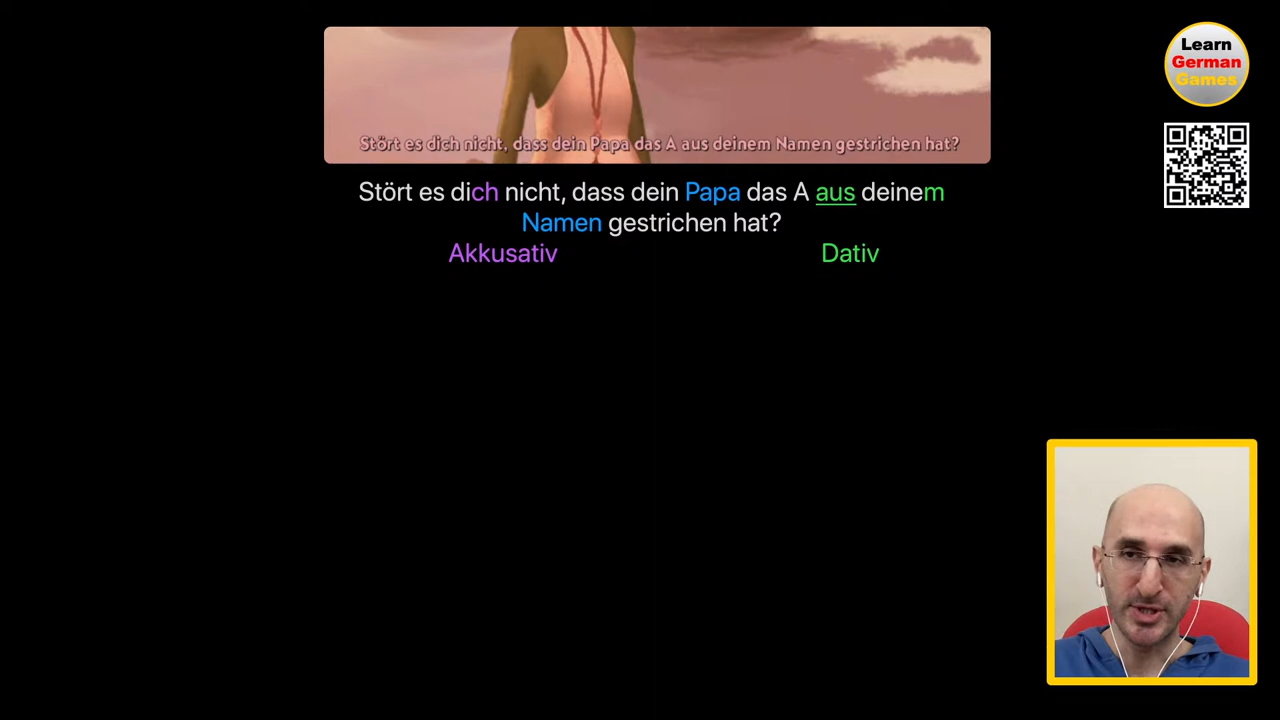 Learn
German
Games
Stört es dich nicht, dass dein Papa das A aus deinem Namen gestrichen hat?
Stört es dich nicht, dass dein Papa das A aus deinem
Namen gestrichen hat?
Akkusativ Dativ